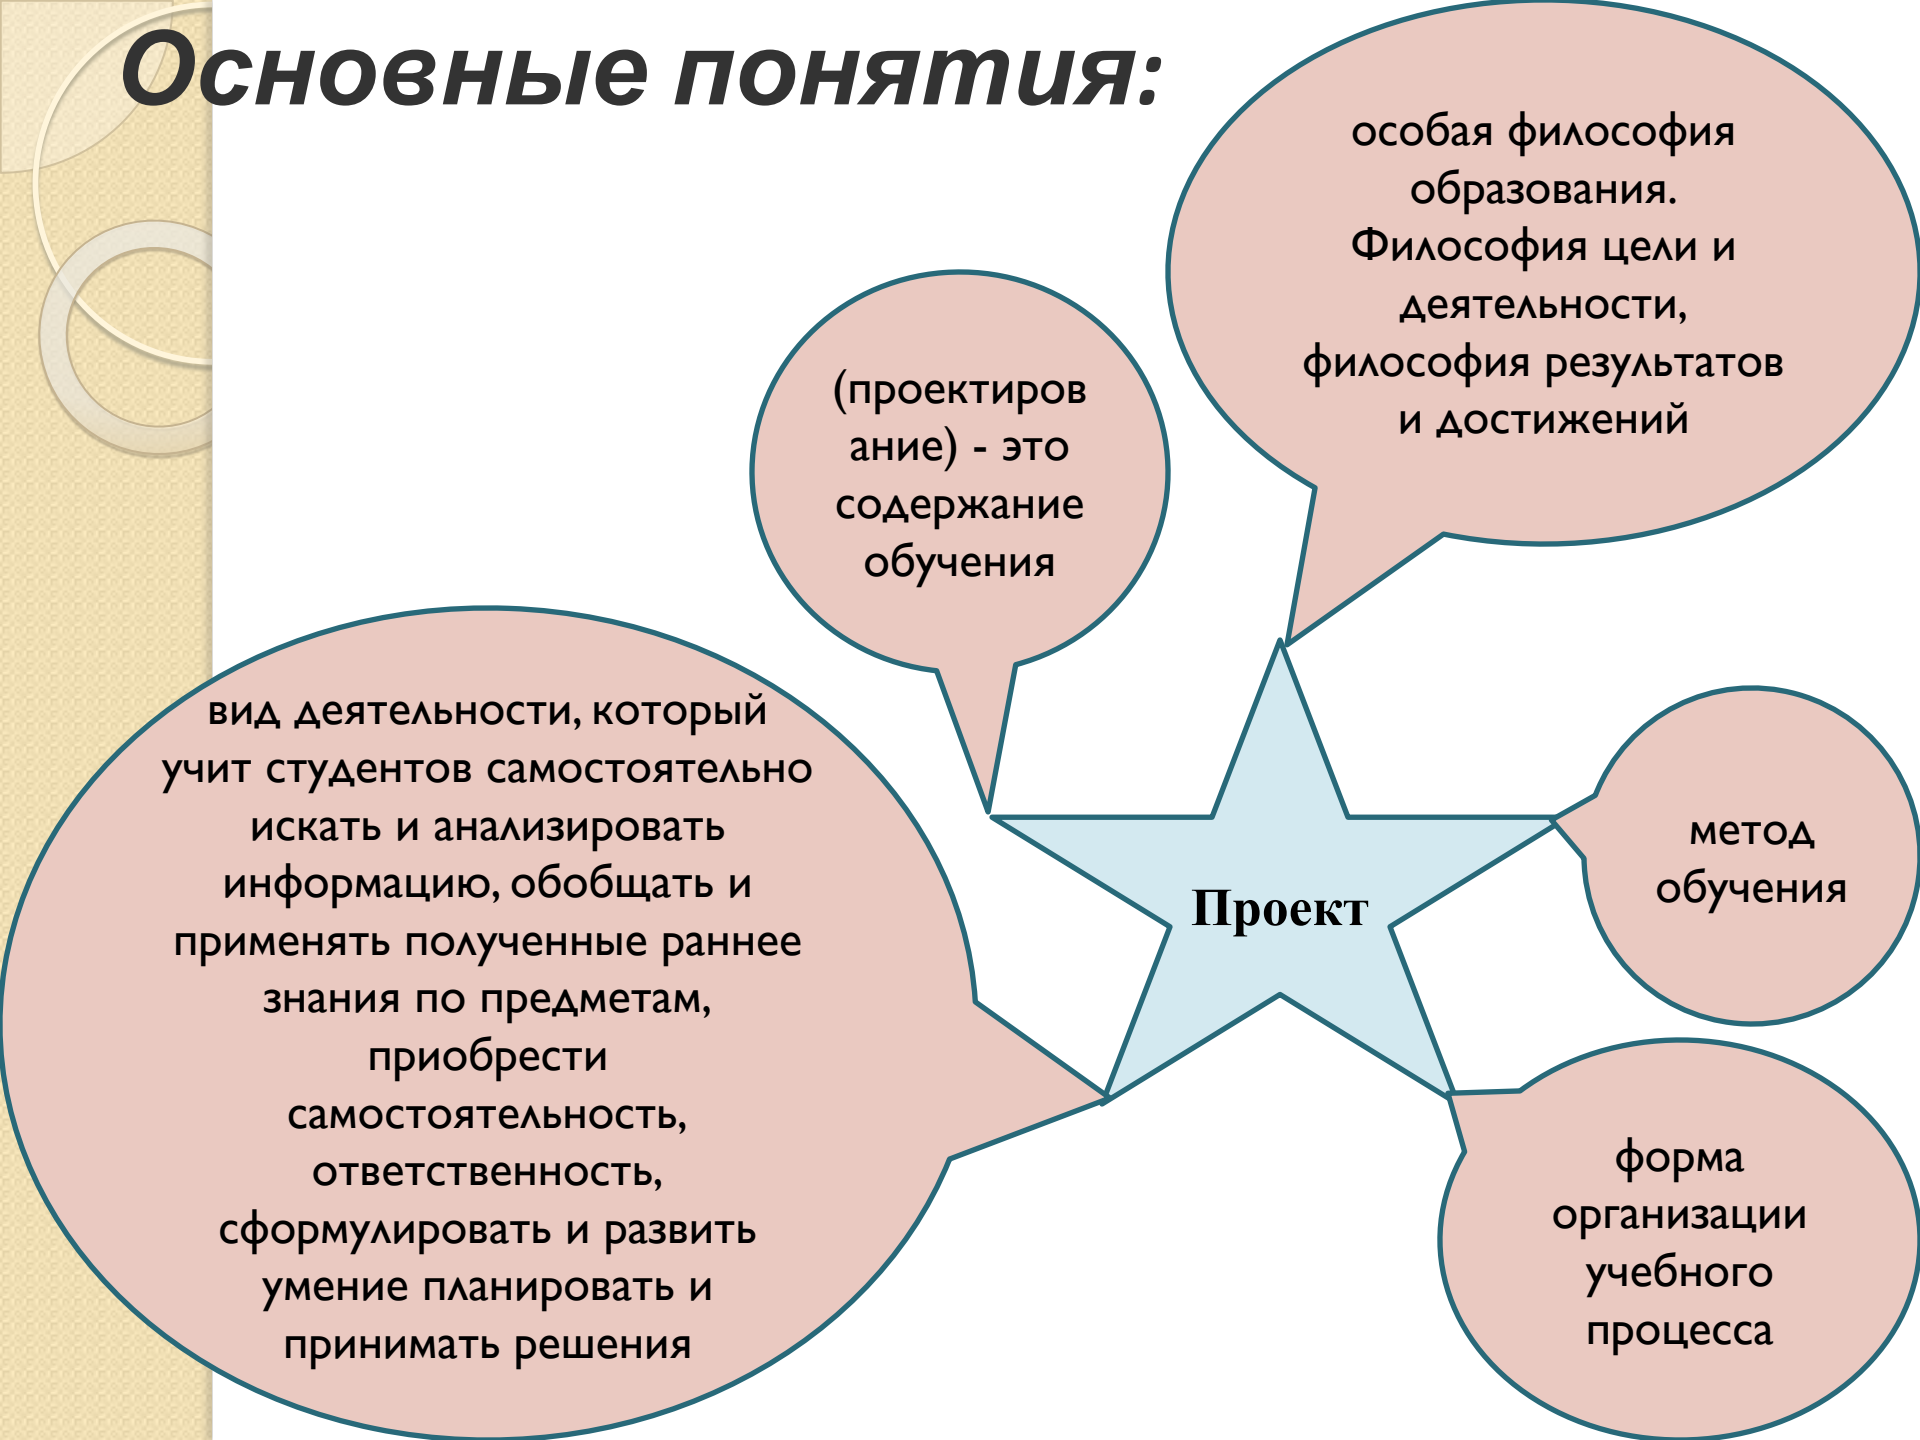 Основные понятия:
особая философия
образования.
Философия цели и
деятельности,
философия результатов
и достижений
(проектиров
ание) - это
содержание
обучения
вид деятельности, который
учит студентов самостоятельно
искать и анализировать
информацию, обобщать и
применять полученные раннее
знания по предметам,
приобрести
самостоятельность,
ответственность,
сформулировать и развить
умение планировать и
принимать решения
Проект
метод
обучения
форма
организации
учебного
процесса